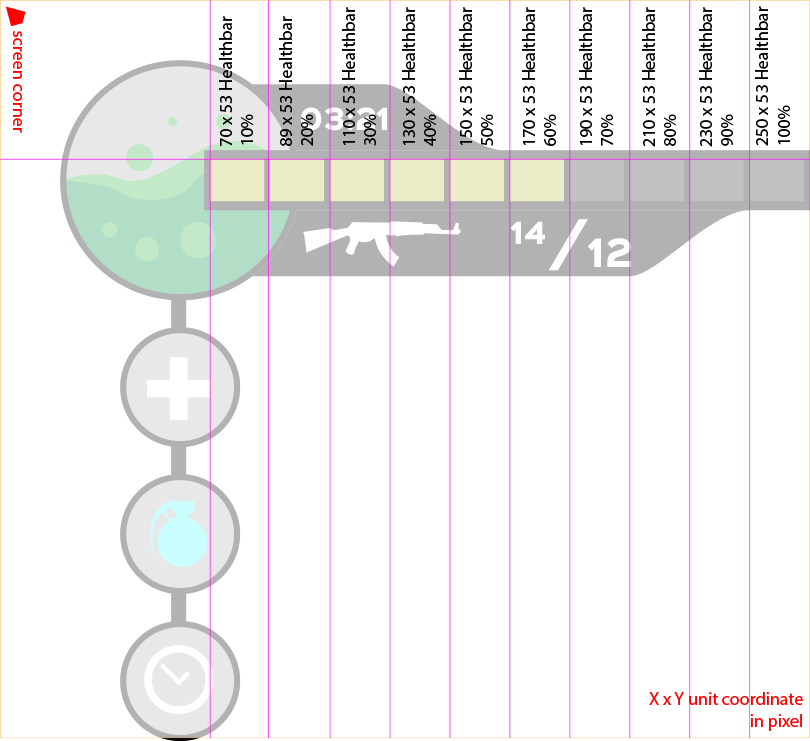 screen corner
70 x 53 Healthbar
10%
89 x 53 Healthbar
20%
110 x 53 Healthbar
30%
130 x 53 Healthbar
40%
150 x 53 Healthbar
50%
170 x 53 Healthbar
60%
190 x 53 Healthbar
70%
210 x 53 Healthbar
80%
230 x 53 Healthbar
90%
250 x 53 Healthbar
100%
03:21
14/12
X x Y unit coordinate
in pixel